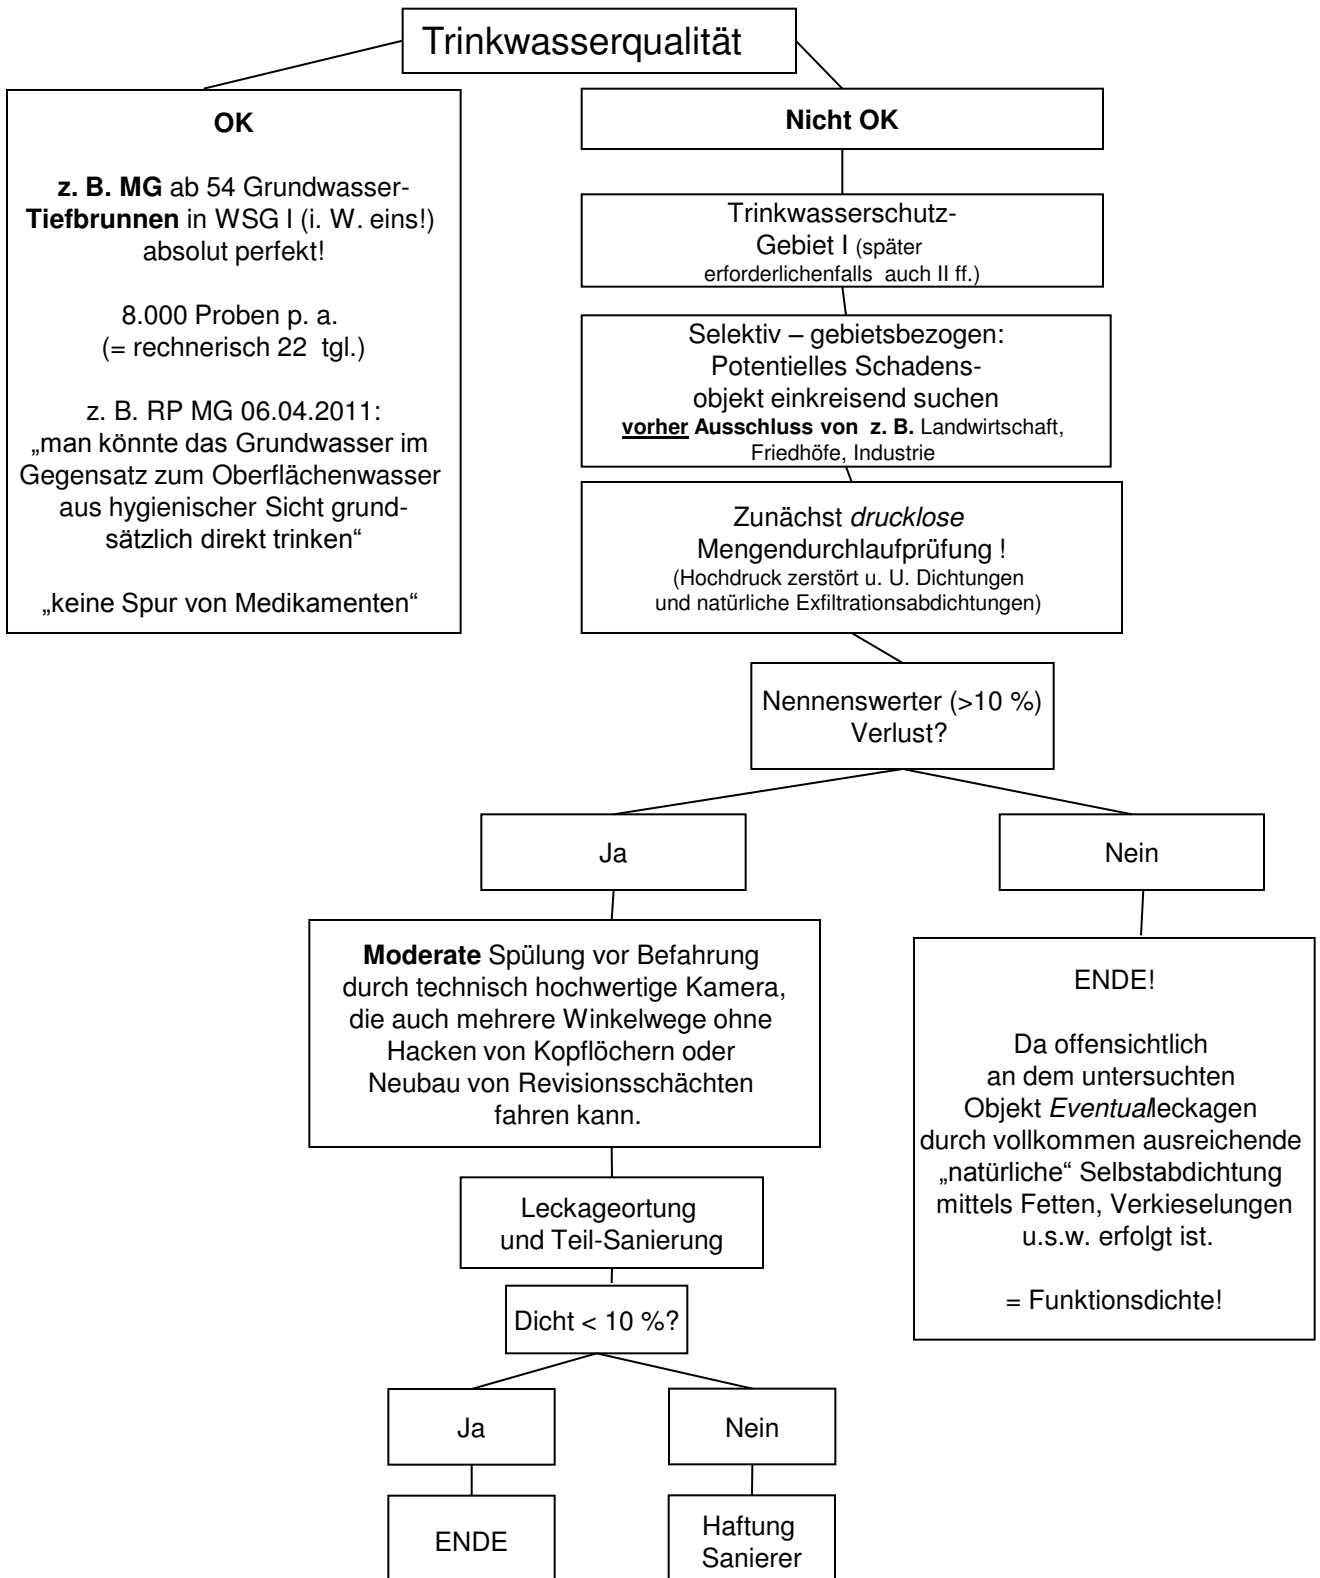 Trinkwasserqualität
OK
z. B. MG ab 54 Grundwasser-
Tiefbrunnen in WSG I (i. W. eins!)
absolut perfekt!
8.000 Proben p. a.
(= rechnerisch 22 tgl.)
z. B. RP MG 06.04.2011:
„man könnte das Grundwasser im
Gegensatz zum Oberflächenwasser
aus hygienischer Sicht grund-
sätzlich direkt trinken“
„keine Spur von Medikamenten“
Nicht OK
Trinkwasserschutz-
Gebiet I (später
erforderlichenfalls auch II ff.)
Selektiv – gebietsbezogen:
Potentielles Schadens-
objekt einkreisend suchen
vorher Ausschluss von z. B. Landwirtschaft,
Friedhöfe, Industrie
Zunächst drucklose
Mengendurchlaufprüfung !
(Hochdruck zerstört u. U. Dichtungen
und natürliche Exfiltrationsabdichtungen)
Nennenswerter (>10 %)
Verlust?
Ja
Moderate Spülung vor Befahrung
durch technisch hochwertige Kamera,
die auch mehrere Winkelwege ohne
Hacken von Kopflöchern oder
Neubau von Revisionsschächten
fahren kann.
Leckageortung
und Teil-Sanierung
Dicht < 10 %?
Ja
ENDE
Nein
Haftung
Sanierer
Nein
ENDE!
Da offensichtlich
an dem untersuchten
Objekt Eventualleckagen
durch vollkommen ausreichende
„natürliche“ Selbstabdichtung
mittels Fetten, Verkieselungen
u.s.w. erfolgt ist.
= Funktionsdichte!